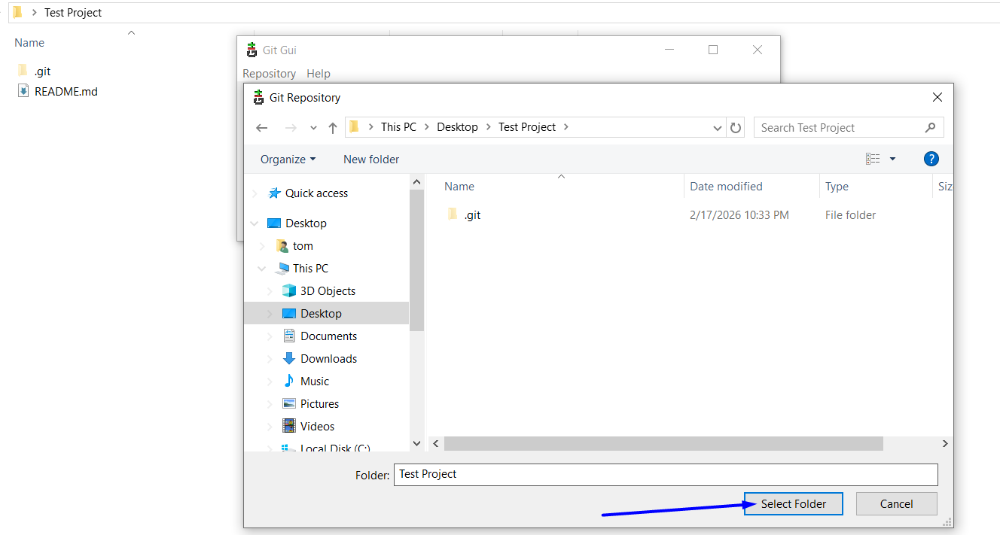 Test Project
Name
.git
README.md
Git Gui
Repository Help
Git Repository
This PC Desktop Test Project
Search Test Project
Organize New folder
?
Quick access
Desktop
tom
This PC
3D Objects
Desktop
Documents
Downloads
Music
Pictures
Videos
Local Disk (C:)
Name Date modified Type Siz
.git 2/17/2026 10:33 PM File folder
Folder: Test Project
Select Folder Cancel